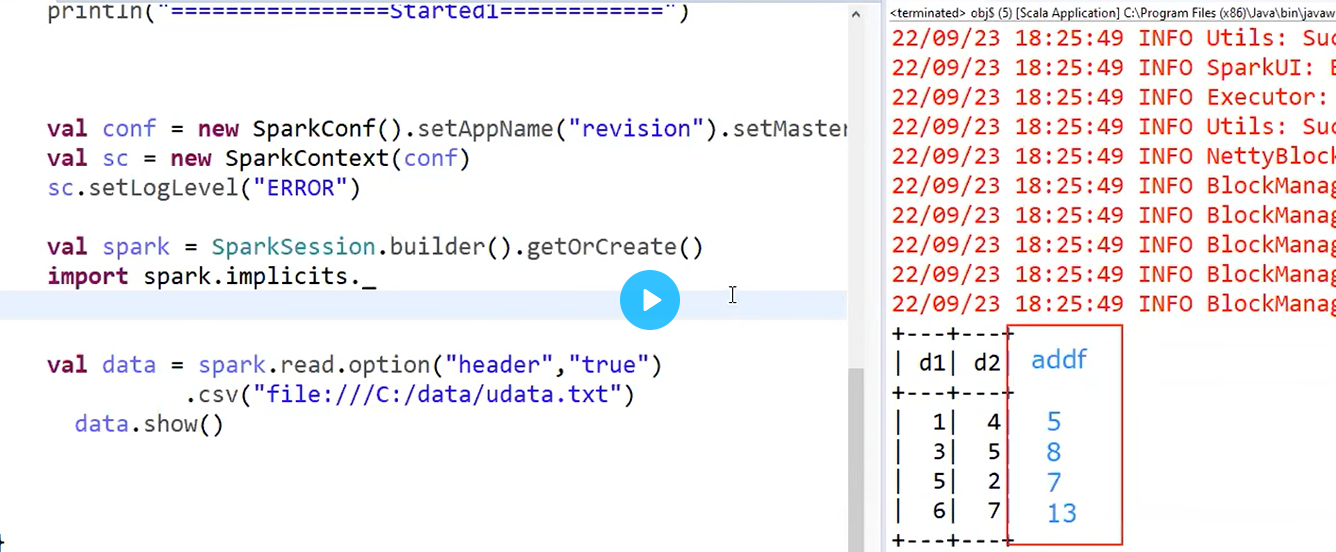 println("================Started1============")
val conf = new SparkConf().setAppName("revision").setMaster
val sc = new SparkContext(conf)
sc.setLogLevel("ERROR")
val spark = SparkSession.builder().getOrCreate()
import spark.implicits._
val data = spark.read.option("header","true")
.csv("file:///C:/data/udata.txt")
data.show()
}
<terminated> obj$ (5) [Scala Application] C:\Program Files (x86)\Java\bin\javaw
22/09/23 18:25:49 INFO Utils: Suc
22/09/23 18:25:49 INFO SparkUI: B
22/09/23 18:25:49 INFO Executor:
22/09/23 18:25:49 INFO Utils: Suc
22/09/23 18:25:49 INFO NettyBlock
22/09/23 18:25:49 INFO BlockManag
22/09/23 18:25:49 INFO BlockManag
22/09/23 18:25:49 INFO BlockManag
22/09/23 18:25:49 INFO BlockManag
22/09/23 18:25:49 INFO BlockManag
+---+---+
| d1| d2 addf
+---+---+
| 1| 4 5
| 3| 5 8
| 5| 2 7
| 6| 7 13
+---+---+